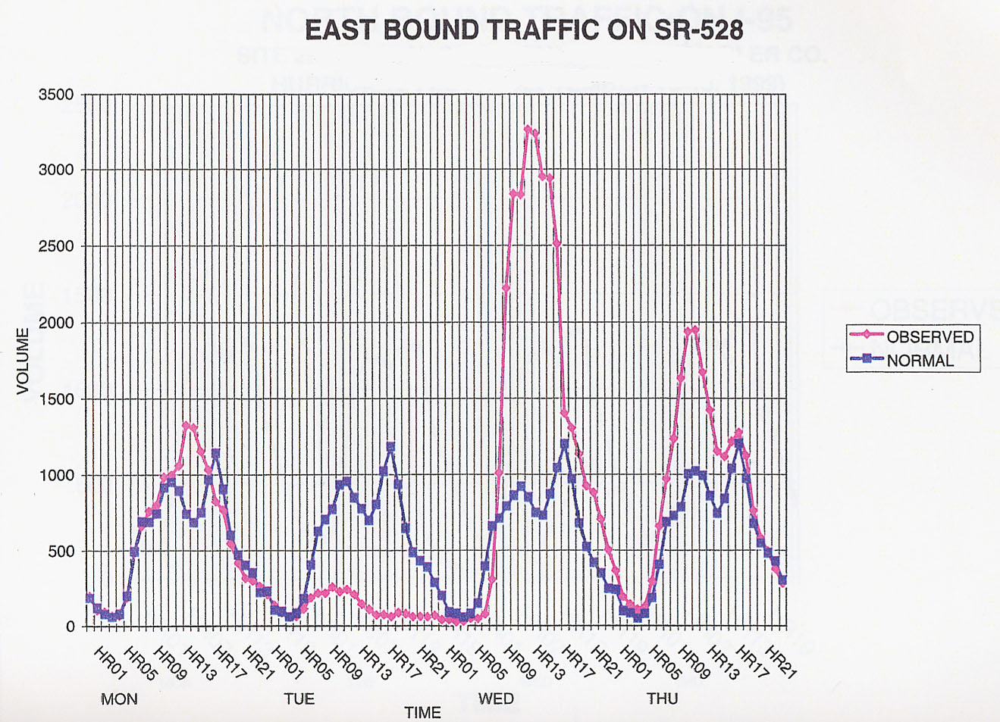 EAST BOUND TRAFFIC ON SR-528
3500
3000
2500
2000
1500
1000
500
0
VOLUME
OBSERVED
NORMAL
HR01 HR05 HR09 HR13 HR17 HR21 HR01 HR05 HR09 HR13 HR17 HR21 HR01 HR05 HR09 HR13 HR17 HR21 HR01 HR05 HR09 HR13 HR17 HR21
MON TUE WED THU
TIME